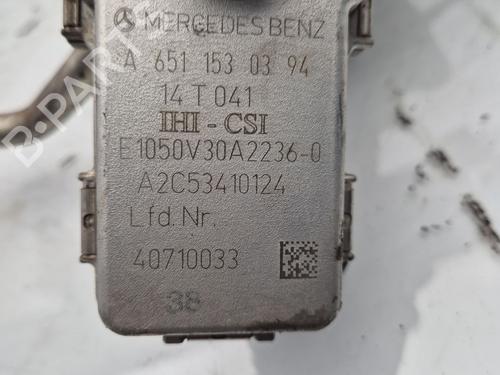 MERCEDES BENZ
A 651 153 03 94
14 T 041
IHI - CSI
E1050V30A2236-0
A2C53410124
Lfd.Nr.
40710033
38
B-PARTS